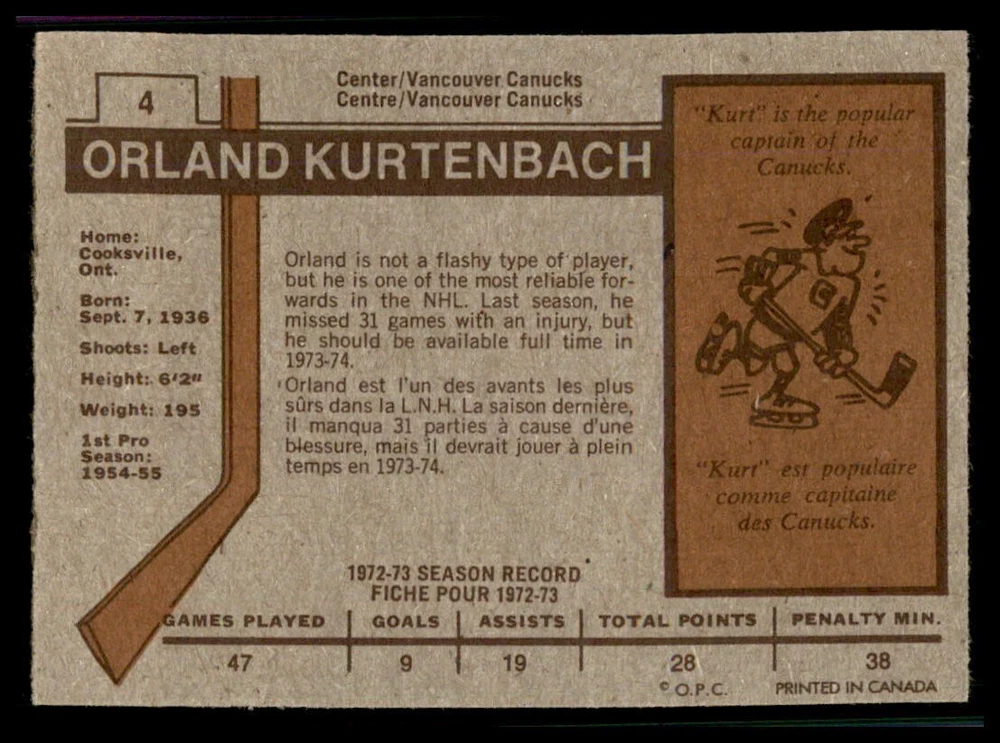 4
Center/Vancouver Canucks
Centre/Vancouver Canucks
ORLAND KURTENBACH
Home:
Cooksville,
Ont.
Born:
Sept. 7, 1936
Shoots: Left
Height: 6'2"
Weight: 195
1st Pro
Season:
1954-55
Orland is not a flashy type of player,
but he is one of the most reliable for-
wards in the NHL. Last season, he
missed 31 games with an injury, but
he should be available full time in
1973-74.
Orland est l'un des avants les plus
sûrs dans la L.N.H. La saison dernière,
il manqua 31 parties à cause d'une
blessure, mais il devrait jouer à plein
temps en 1973-74.
"Kurt" is the popular
captain of the
Canucks.
C
"Kurt" est populaire
comme capitaine
des Canucks.
1972-73 SEASON RECORD
FICHE POUR 1972-73
GAMES PLAYED GOALS ASSISTS TOTAL POINTS PENALTY MIN.
47 9 19 28 38
© O.P.C. PRINTED IN CANADA